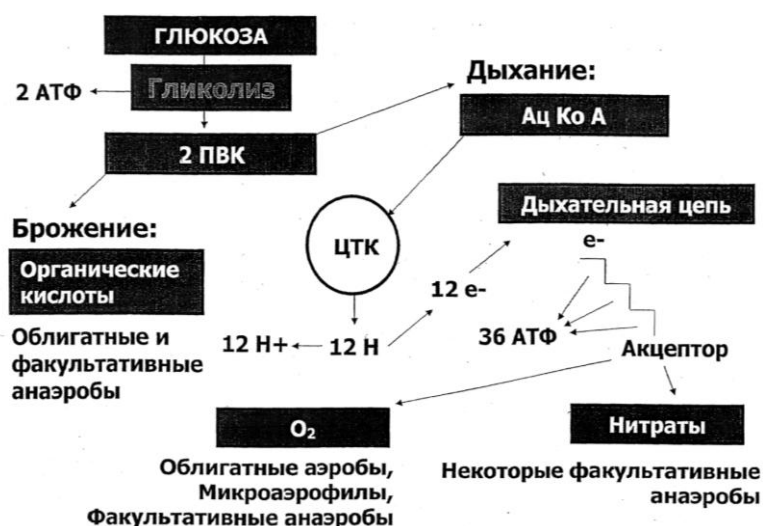 ГЛЮКОЗА
2 АТФ
Гликолиз
2 ПВК
Дыхание:
Ац Ко А
Брожение:
Органические
кислоты
Облигатные и
факультативные
анаэробы
ЦТК
12 Н+
12 Н
12 е-
Дыхательная цепь
е-
36 АТФ
Акцептор
О₂
Облигатные аэробы,
Микроаэрофилы,
Факультативные анаэробы
Нитраты
Некоторые факультативные
анаэробы